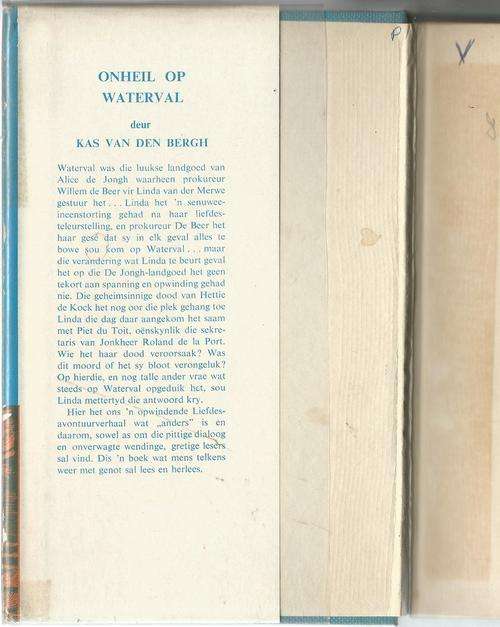 ONHEIL OP
WATERVAL
deur
KAS VAN DEN BERGH
Waterval was die luukse landgoed van
Alice de Jongh waarheen prokureur
Willem de Beer vir Linda van der Merwe
gestuur het . . . Linda het 'n senuwee-
ineenstorting gehad na haar liefdes-
teleurstelling, en prokureur De Beer het
haar gesê dat sy in elk geval alles te
bowe sou kom op Waterval . . . maar
die verandering wat Linda te beurt geval
het op die De Jongh-landgoed het geen
tekort aan spanning en opwinding gehad
nie. Die geheimsinnige dood van Hettie
de Kock het nog oor die plek gehang toe
Linda die dag daar aangekom het saam
met Piet du Toit, oënskynlik die sekre-
taris van Jonkheer Roland de la Port.
Wie het haar dood veroorsaak? Was
dit moord of het sy bloot verongeluk?
Op hierdie, en nog talle ander vrae wat
steeds op Waterval opgeduik het, sou
Linda mettertyd die antwoord kry.
Hier het ons 'n opwindende Liefdes-
avontuurverhaal wat „anders” is en
daarom, sowel as om die pittige dialoog
en onverwagte wendinge, gretige lesers
sal vind. Dis 'n boek wat mens telkens
weer met genot sal lees en herlees.
P